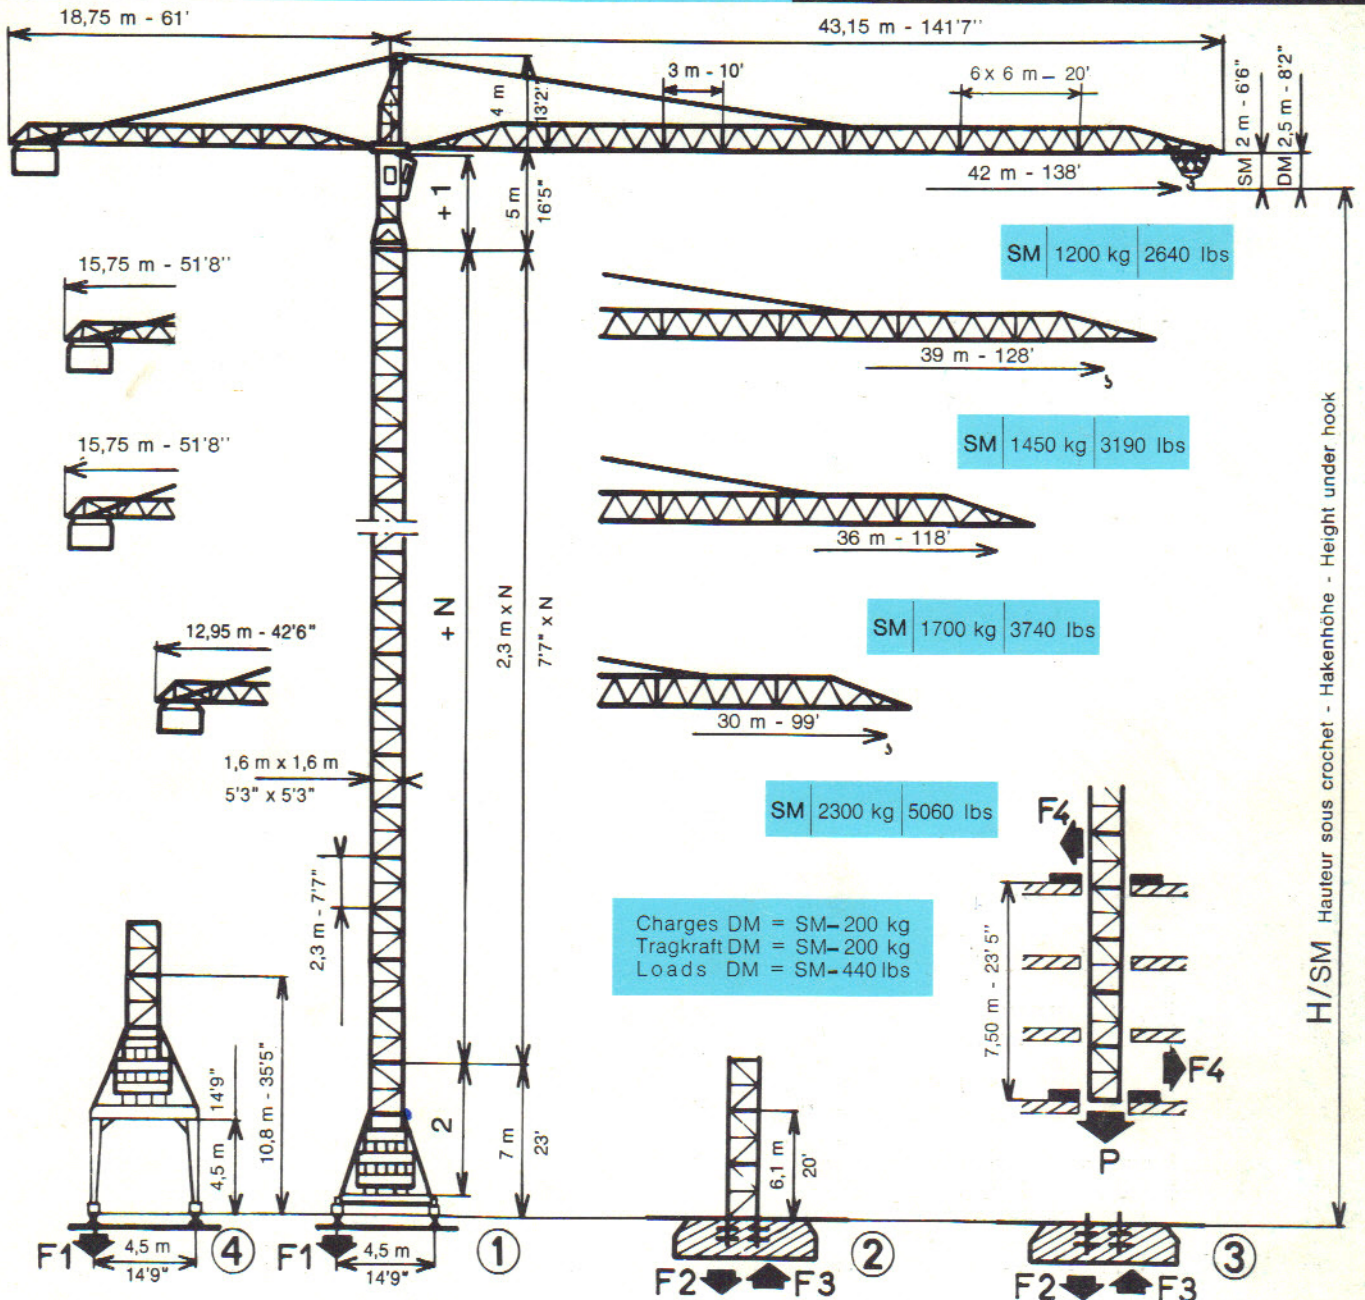 18,75 m - 61'
43,15 m - 141'7''
3 m - 10'
6 x 6 m - 20'
4 m
13'2"
SM 2 m - 6'6"
DM 2,5 m - 8'2"
42 m - 138'
+ 1
5 m
16'5"
SM 1200 kg 2640 lbs
15,75 m - 51'8''
39 m - 128'
SM 1450 kg 3190 lbs
15,75 m - 51'8''
36 m - 118'
+ N
2,3 m x N
7'7" x N
SM 1700 kg 3740 lbs
12,95 m - 42'6"
30 m - 99'
1,6 m x 1,6 m
5'3" x 5'3"
SM 2300 kg 5060 lbs
2,3 m - 7'7"
Charges DM = SM-200 kg
Tragkraft DM = SM-200 kg
Loads DM = SM-440 lbs
F4
7,50 m - 23'5''
F4
P
H/SM Hauteur sous crochet - Hakenhöhe - Height under hook
10,8 m - 35'5"
4,5 m
14'9"
2
7 m
23'
6,1 m
20'
F1
4,5 m
14'9"
4
F1
4,5 m
14'9"
1
F2
F3
2
F2
F3
3